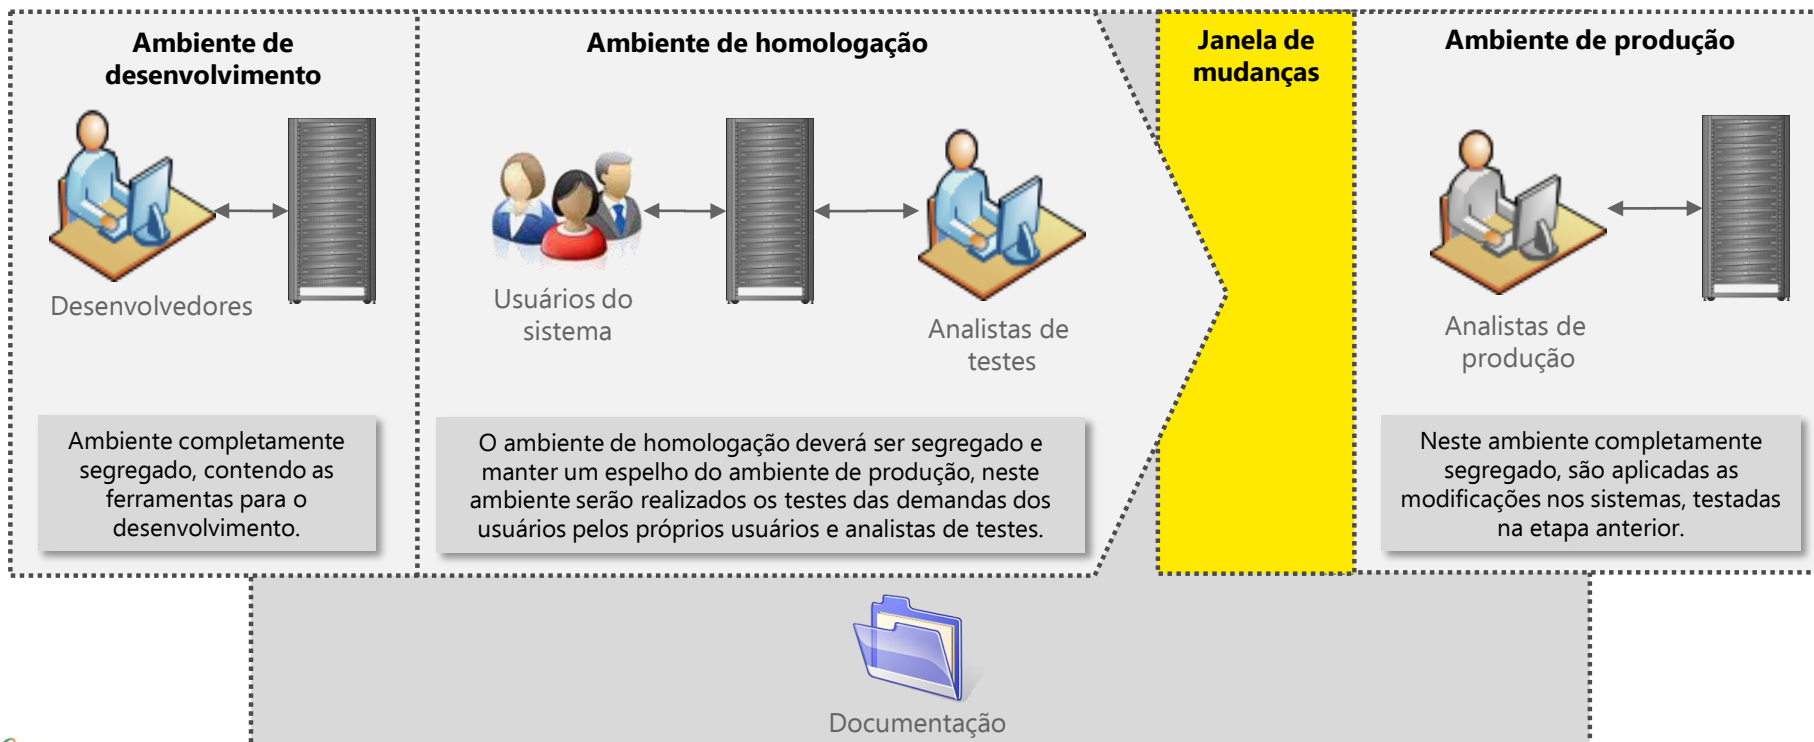 Ambiente de
desenvolvimento
Desenvolvedores
Ambiente completamente
segregado, contendo as
ferramentas para o
desenvolvimento.
Ambiente de homologação
Usuários do
sistema
Analistas de
testes
O ambiente de homologação deverá ser segregado e
manter um espelho do ambiente de produção, neste
ambiente serão realizados os testes das demandas dos
usuários pelos próprios usuários e analistas de testes.
Janela de
mudanças
Ambiente de produção
Analistas de
produção
Neste ambiente completamente
segregado, são aplicadas as
modificações nos sistemas, testadas
na etapa anterior.
Documentação